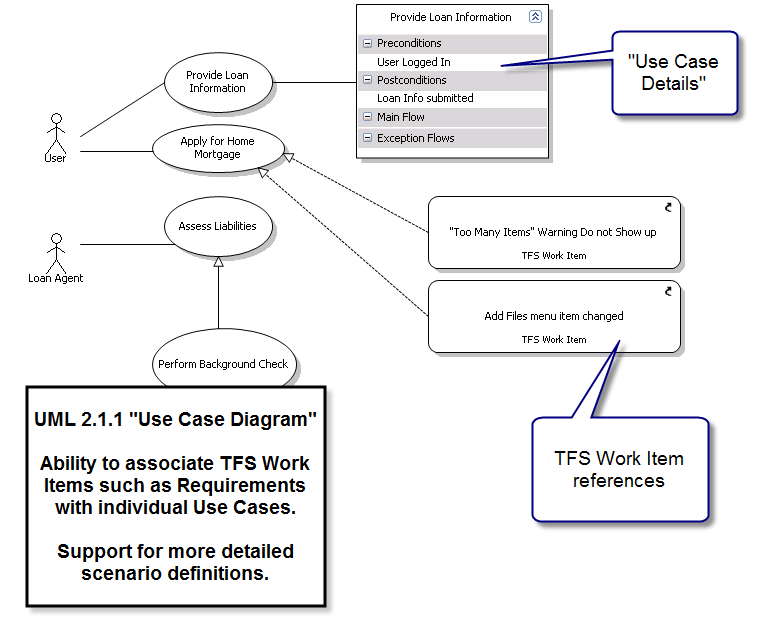 Provide Loan Information
Preconditions
User Logged In
Postconditions
Loan Info submitted
Main Flow
Exception Flows
"Use Case
Details"
Provide Loan
Information
User
Apply for Home
Mortgage
Assess Liabilities
Loan Agent
Perform Background Check
"Too Many Items" Warning Do not Show up
TFS Work Item
Add Files menu item changed
TFS Work Item
TFS Work Item
references
UML 2.1.1 "Use Case Diagram"
Ability to associate TFS Work
Items such as Requirements
with individual Use Cases.
Support for more detailed
scenario definitions.